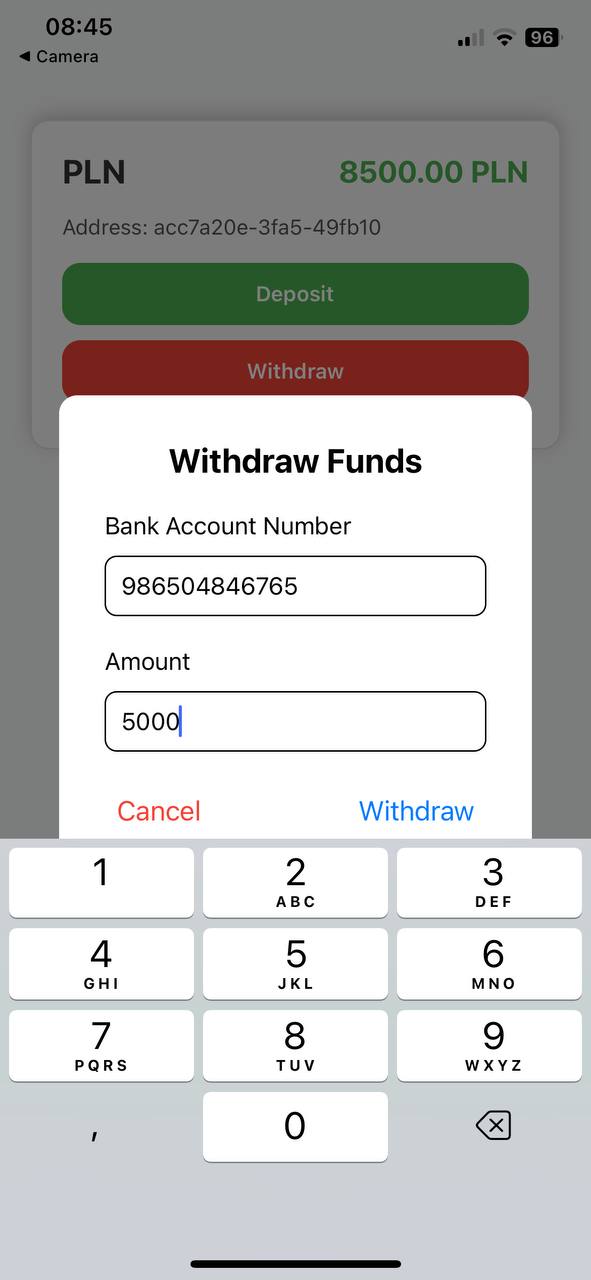 08:45
96
◀ Camera
PLN
8500.00 PLN
Address: acc7a20e-3fa5-49fb10
Deposit
Withdraw
Withdraw Funds
Bank Account Number
986504846765
Amount
5000
Cancel
Withdraw
1
2
ABC
3
DEF
4
GHI
5
JKL
6
MNO
7
PQRS
8
TUV
9
WXYZ
,
0